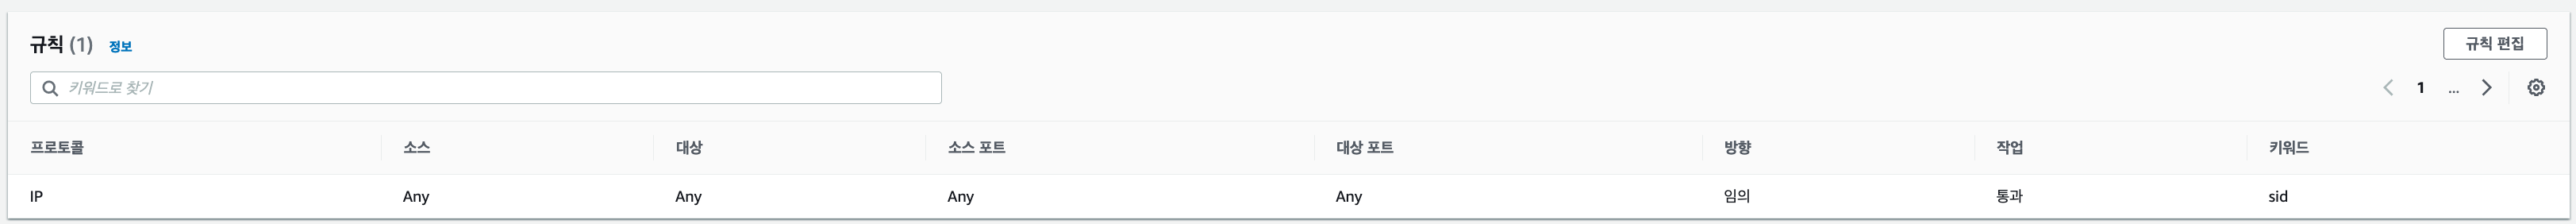 규칙 (1) 정보
규칙 편집
키워드로 찾기
1 ...
프로토콜 소스 대상 소스 포트 대상 포트 방향 작업 키워드
IP Any Any Any Any 임의 통과 sid